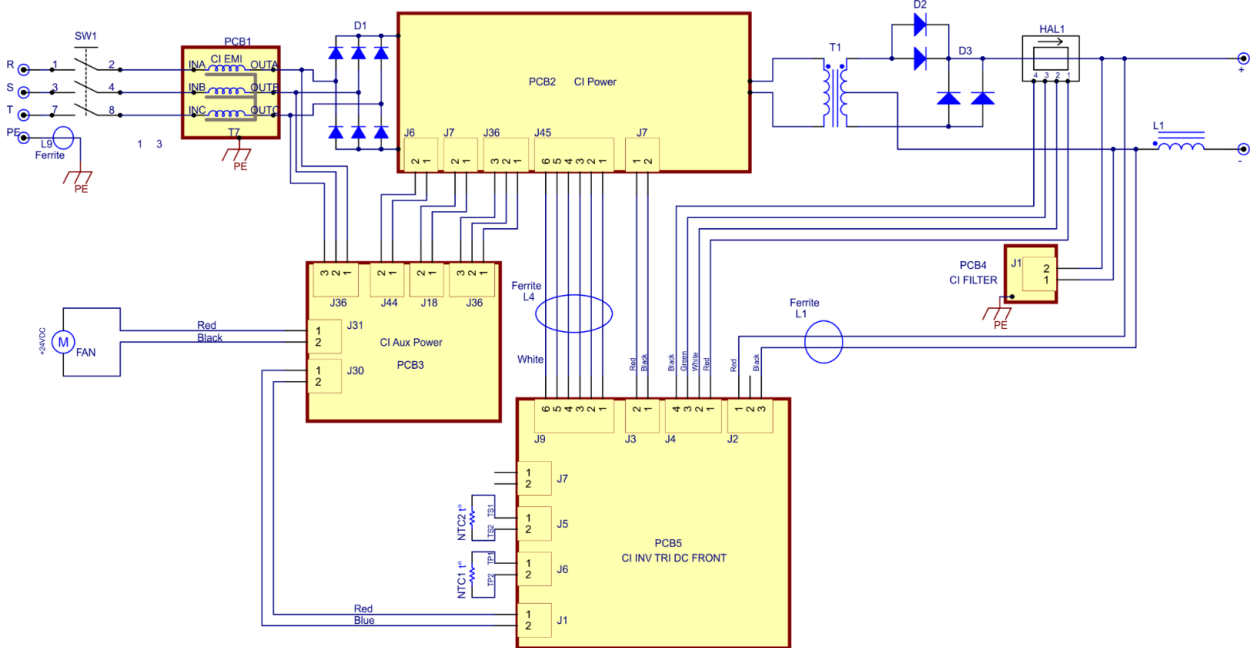 D1
D2
SW1
PCB1
HAL1
T1
D3
R 1 2
CI EMI
INA OUTA
PCB2 CI Power
4 3 2 1
+
S 3 4
INB
T 7 8
INC
PE
L9
Ferrite
1 3
T7
PE
PE
J6 J7 J36 J45 J7
2 1 2 1 3 2 1 6 5 4 3 2 1 1 2
L1
-
PCB4
CI FILTER
J1
2
1
PE
3 2 1 2 1 2 1 3 2 1
J36 J44 J18 J36
Ferrite
L4
Ferrite
L1
+24V/DC
M
FAN
Red
Black
1
2
J31
CI Aux Power
PCB3
1
2
J30
White
Red
Black
Black
Green
White
Red
Red
Black
6 5 4 3 2 1 2 1 4 3 2 1 1 2 3
J9 J3 J4 J2
1
2
J7
NTC2 t°
TS1
TS2
1
2
J5
PCB5
CI INV TRI DC FRONT
NTC1 t°
TP1
TP2
1
2
J6
Red
Blue
1
2
J1